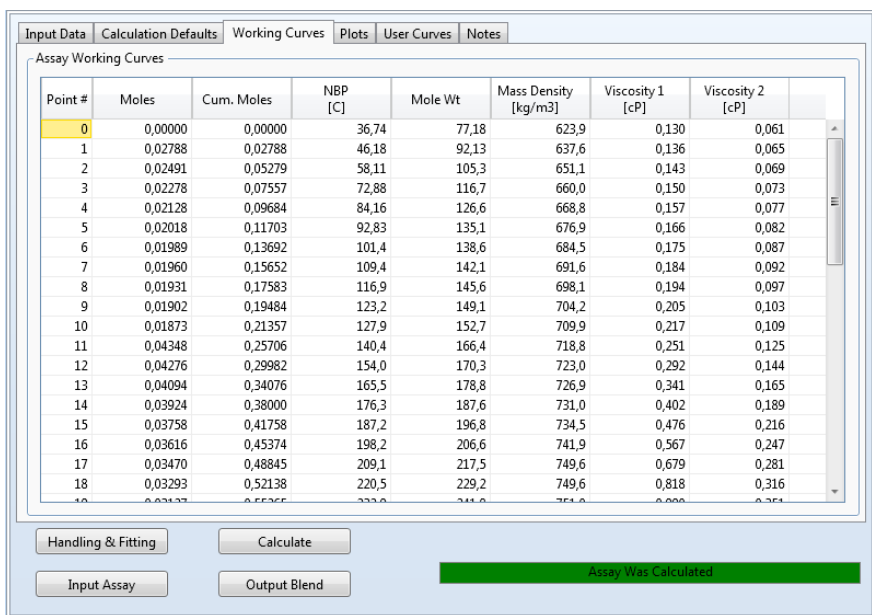 Input Data Calculation Defaults Working Curves Plots User Curves Notes
Assay Working Curves
Point # Moles Cum. Moles NBP [C] Mole Wt Mass Density [kg/m3] Viscosity 1 [cP] Viscosity 2 [cP]
0 0,00000 0,00000 36,74 77,18 623,9 0,130 0,061
1 0,02788 0,02788 46,18 92,13 637,6 0,136 0,065
2 0,02491 0,05279 58,11 105,3 651,1 0,143 0,069
3 0,02278 0,07557 72,88 116,7 660,0 0,150 0,073
4 0,02128 0,09684 84,16 126,6 668,8 0,157 0,077
5 0,02018 0,11703 92,83 135,1 676,9 0,166 0,082
6 0,01989 0,13692 101,4 138,6 684,5 0,175 0,087
7 0,01960 0,15652 109,4 142,1 691,6 0,184 0,092
8 0,01931 0,17583 116,9 145,6 698,1 0,194 0,097
9 0,01902 0,19484 123,2 149,1 704,2 0,205 0,103
10 0,01873 0,21357 127,9 152,7 709,9 0,217 0,109
11 0,04348 0,25706 140,4 166,4 718,8 0,251 0,125
12 0,04276 0,29982 154,0 170,3 723,0 0,292 0,144
13 0,04094 0,34076 165,5 178,8 726,9 0,341 0,165
14 0,03924 0,38000 176,3 187,6 731,0 0,402 0,189
15 0,03758 0,41758 187,2 196,8 734,5 0,476 0,216
16 0,03616 0,45374 198,2 206,6 741,9 0,567 0,247
17 0,03470 0,48845 209,1 217,5 749,6 0,679 0,281
18 0,03293 0,52138 220,5 229,2 749,6 0,818 0,316
Handling & Fitting Calculate
Assay Was Calculated
Input Assay Output Blend